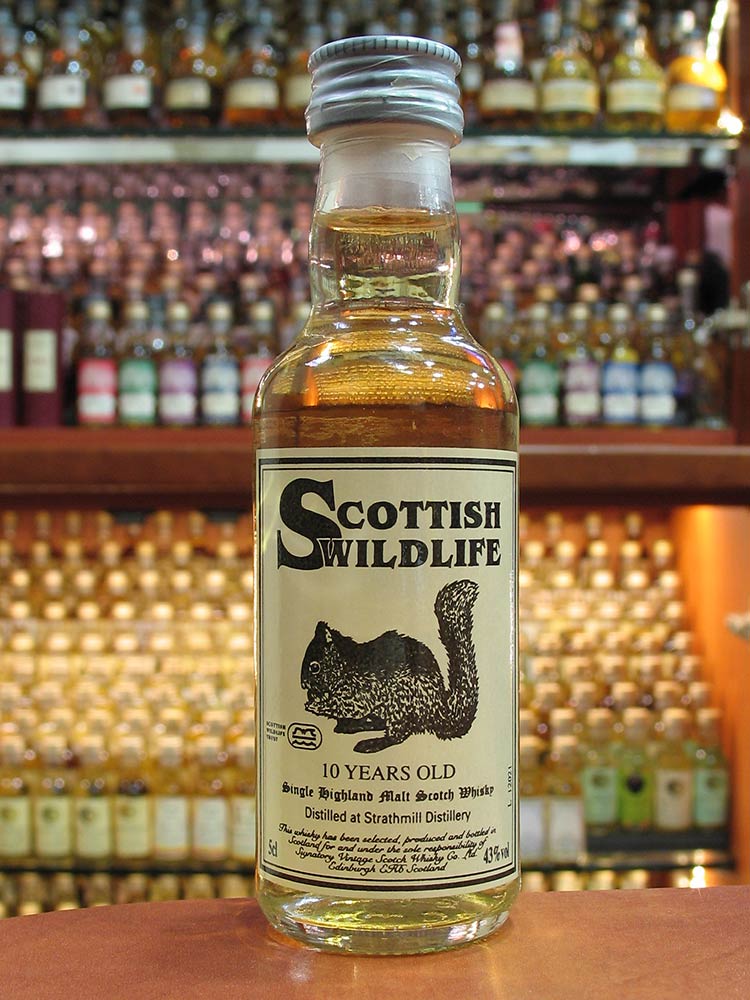 SCOTTISH
WILDLIFE
SCOTTISH
WILDLIFE
TRUST
10 YEARS OLD
Single Highland Malt Scotch Whisky
Distilled at Strathmill Distillery
This whisky has been selected, produced and bottled in
Scotland for and under the sole responsibility of
Signatory Vintage Scotch Whisky Co. Ltd.
Edinburgh EH6 Scotland
5cl
43% vol
L 12021